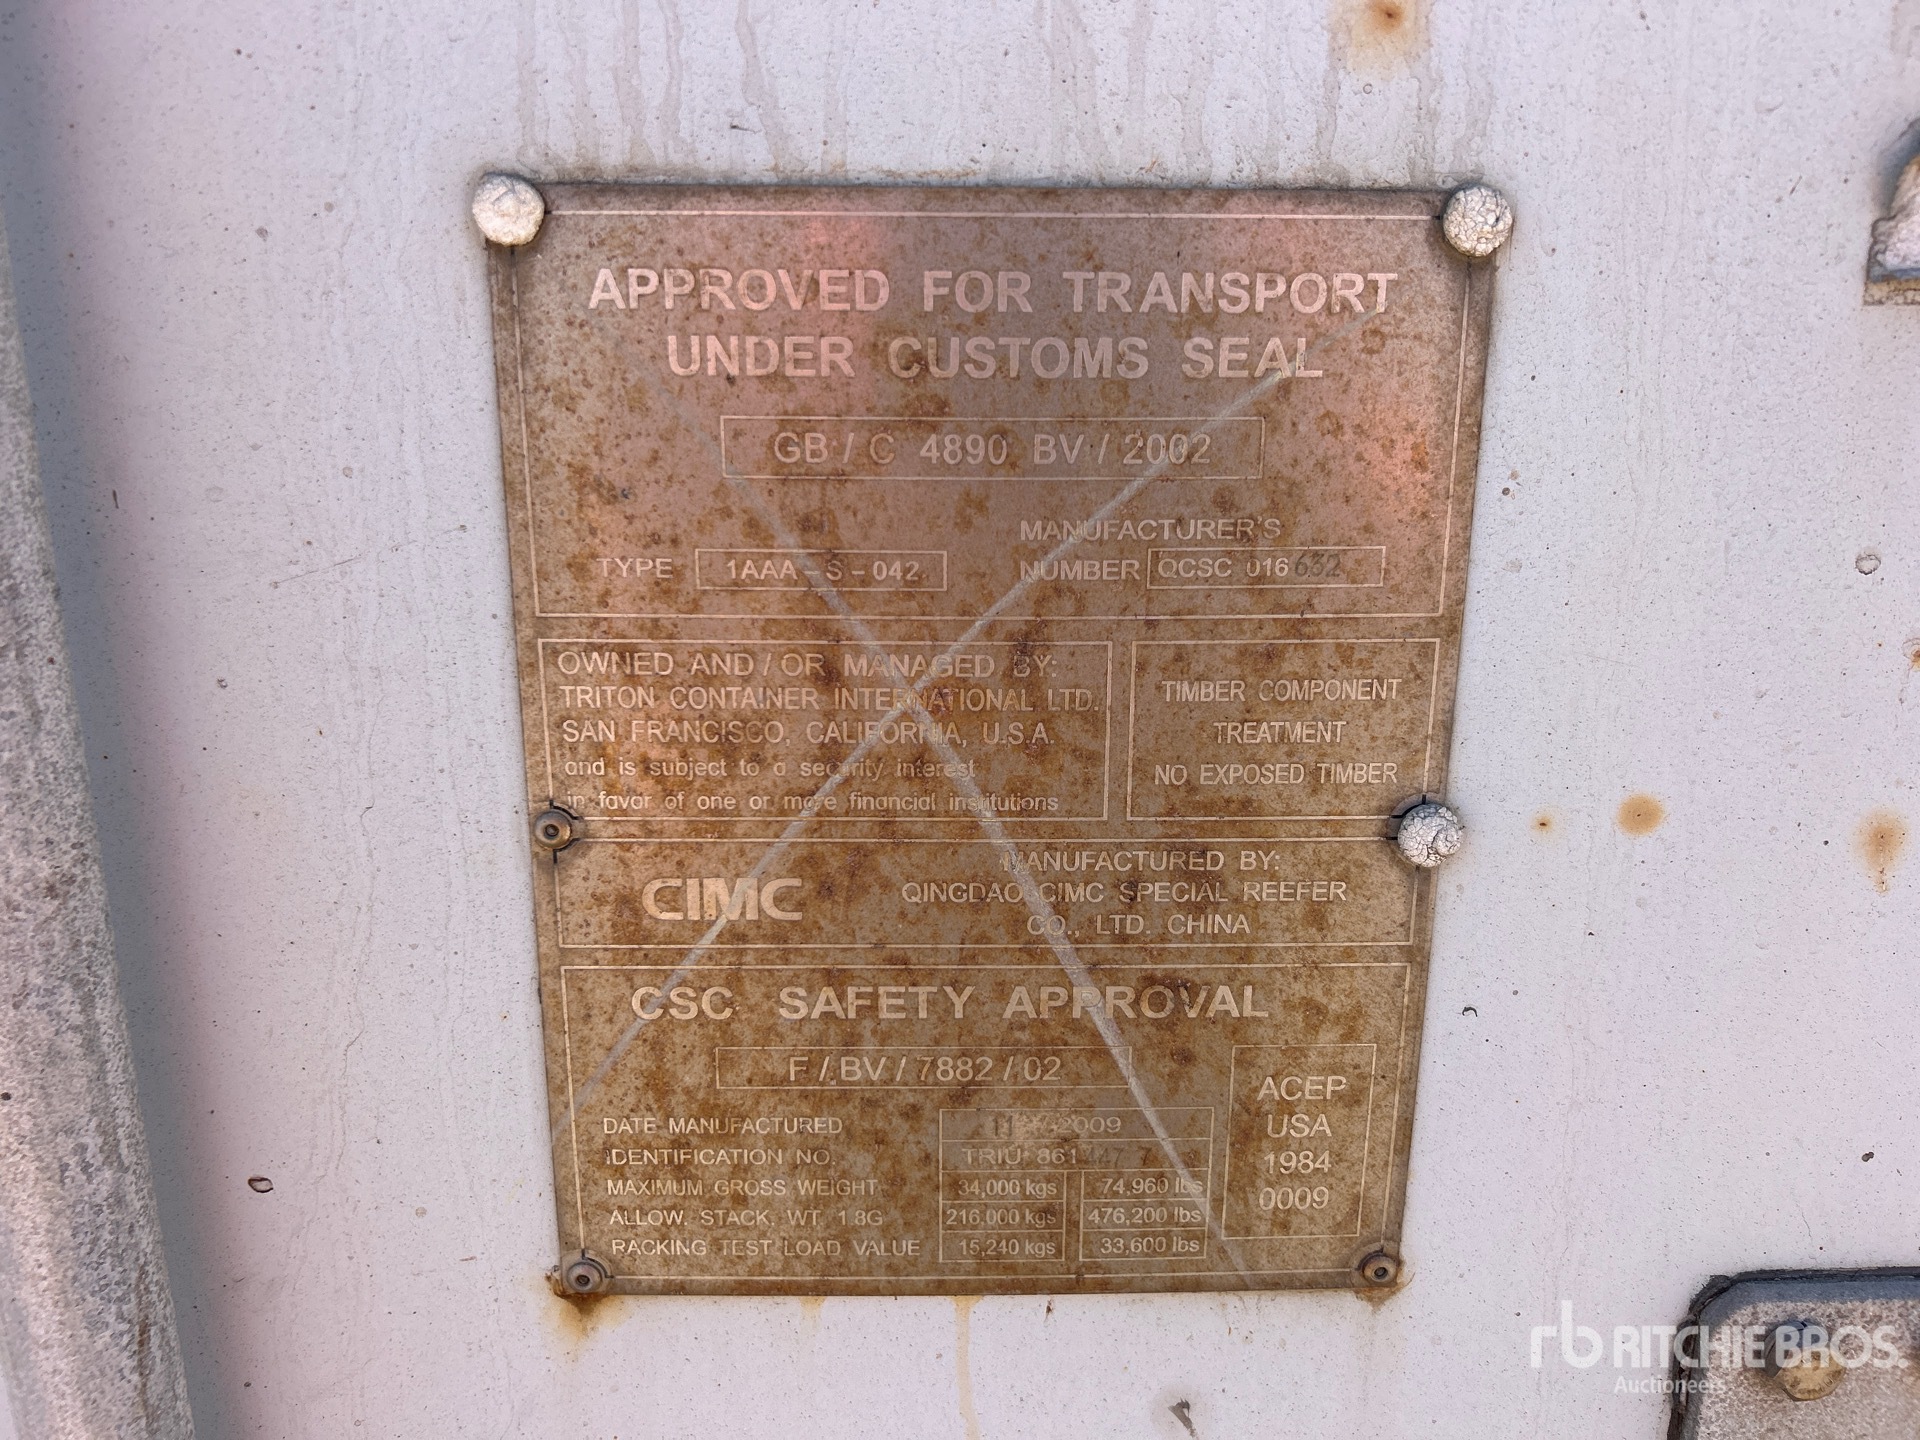 APPROVED FOR TRANSPORT
UNDER CUSTOMS SEAL
GB / C 4890 BV / 2002
MANUFACTURER'S
TYPE 1AAA - S - 042 NUMBER QCSC 016 632
OWNED AND / OR MANAGED BY:
TRITON CONTAINER INTERNATIONAL LTD.
SAN FRANCISCO, CALIFORNIA, U.S.A.
and is subject to a security interest
in favor of one or more financial institutions
TIMBER COMPONENT
TREATMENT
NO EXPOSED TIMBER
CIMC
MANUFACTURED BY:
QINGDAO CIMC SPECIAL REEFER
CO., LTD. CHINA
CSC SAFETY APPROVAL
F / BV / 7882 / 02
DATE MANUFACTURED 2009
IDENTIFICATION NO. TRIU
MAXIMUM GROSS WEIGHT 34,000 kgs 74,960 lbs
ALLOW. STACK. WT 1.8G 216,000 kgs 476,200 lbs
RACKING TEST LOAD VALUE 15,240 kgs 33,600 lbs
ACEP
USA
1984
0009
rb RITCHIE BROS.
Auctioneers